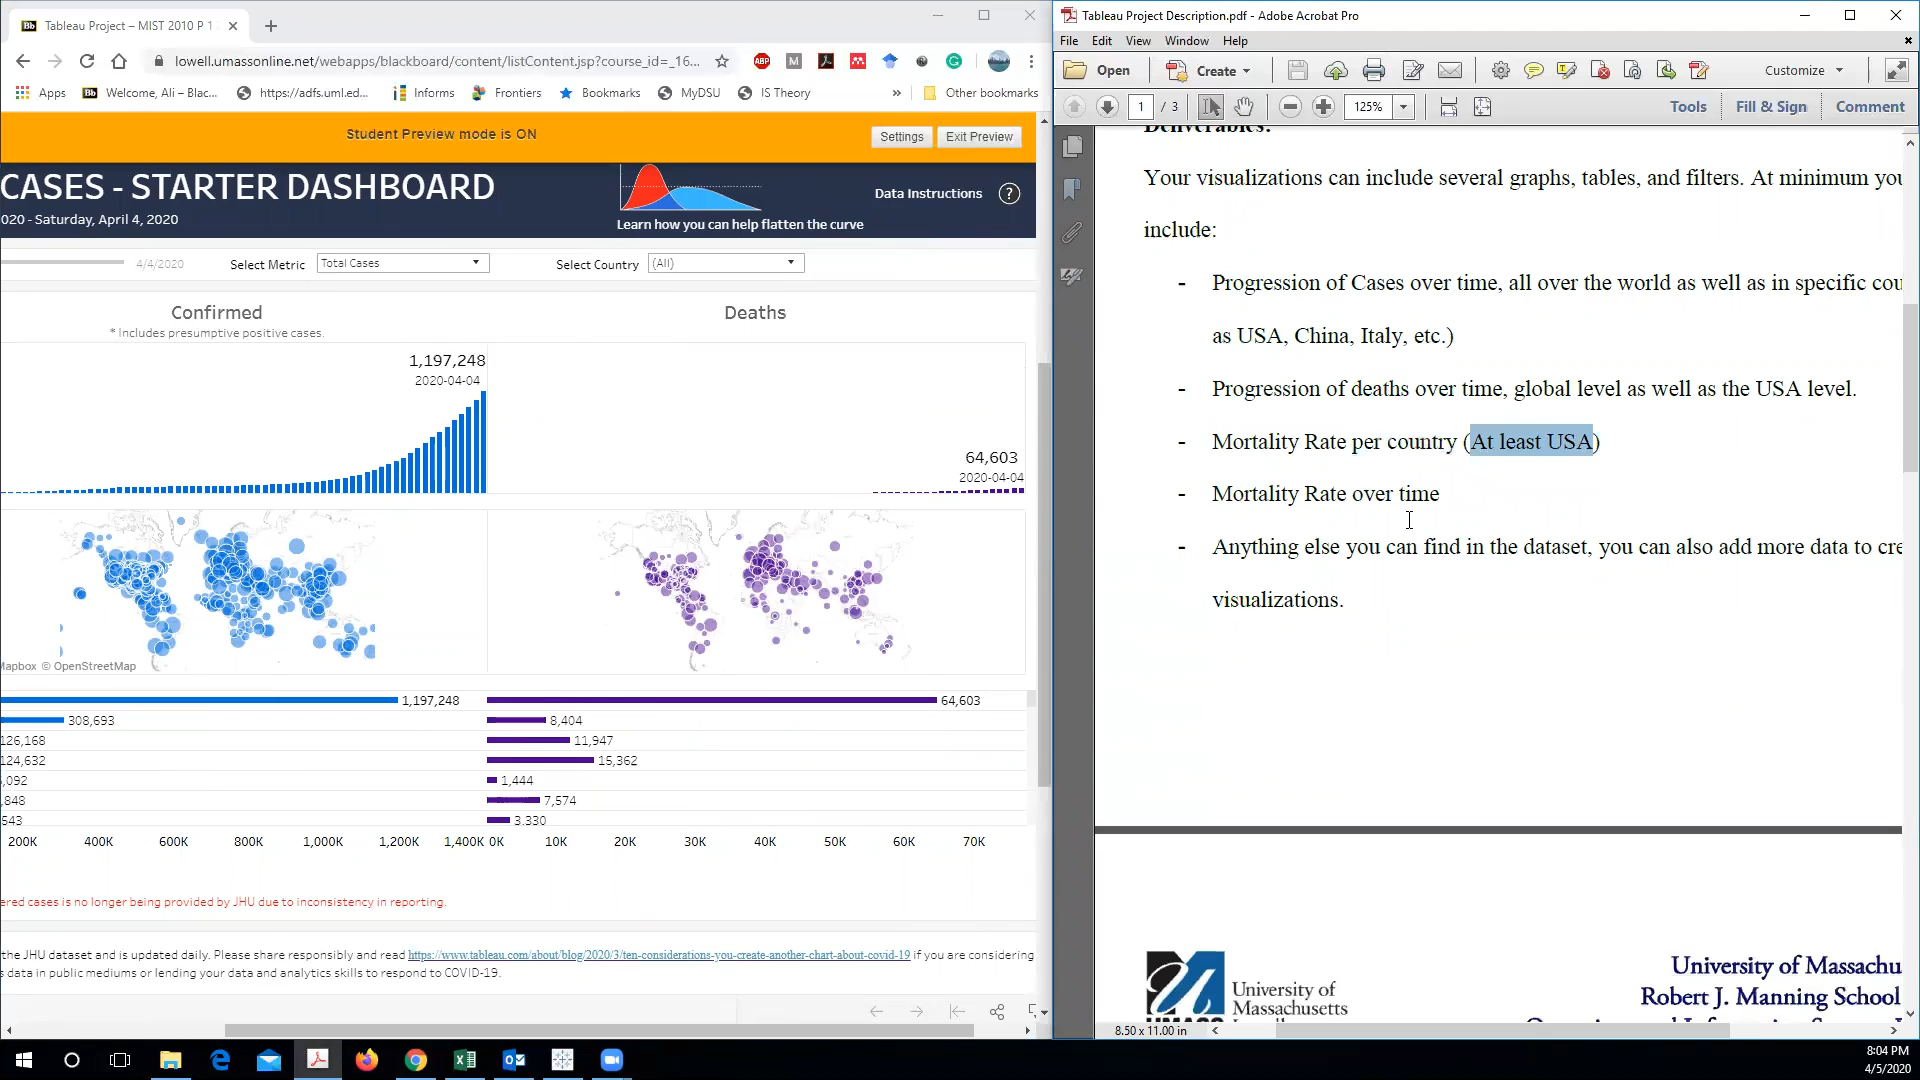 Tableau Project – MIST 2010 P 1
lowell.umassonline.net/webapps/blackboard/content/listContent.jsp?course_id=_16...
Apps
Welcome, Ali – Blac...
https://adfs.uml.ed...
Informs
Frontiers
Bookmarks
MyDSU
IS Theory
»
Other bookmarks
Student Preview mode is ON
Settings
Exit Preview
CASES - STARTER DASHBOARD
020 - Saturday, April 4, 2020
Learn how you can help flatten the curve
Data Instructions
?
4/4/2020
Select Metric
Total Cases
Select Country
(All)
Confirmed
* Includes presumptive positive cases.
Deaths
1,197,248
2020-04-04
64,603
2020-04-04
Mapbox © OpenStreetMap
1,197,248
64,603
308,693
8,404
126,168
11,947
124,632
15,362
,092
1,444
,848
7,574
543
3,330
200K
400K
600K
800K
1,000K
1,200K
1,400K
0K
10K
20K
30K
40K
50K
60K
70K
ered cases is no longer being provided by JHU due to inconsistency in reporting.
the JHU dataset and is updated daily. Please share responsibly and read https://www.tableau.com/about/blog/2020/3/ten-considerations-you-create-another-chart-about-covid-19 if you are considering
s data in public mediums or lending your data and analytics skills to respond to COVID-19.
Tableau Project Description.pdf - Adobe Acrobat Pro
File
Edit
View
Window
Help
Open
Create
Customize
1 / 3
125%
Tools
Fill & Sign
Comment
Deliverables:
Your visualizations can include several graphs, tables, and filters. At minimum you
include:
- Progression of Cases over time, all over the world as well as in specific cou
as USA, China, Italy, etc.)
- Progression of deaths over time, global level as well as the USA level.
- Mortality Rate per country (At least USA)
- Mortality Rate over time
- Anything else you can find in the dataset, you can also add more data to cre
visualizations.
University of
Massachusetts
UMASS
University of Massachu
Robert J. Manning School
8.50 x 11.00 in
8:04 PM
4/5/2020